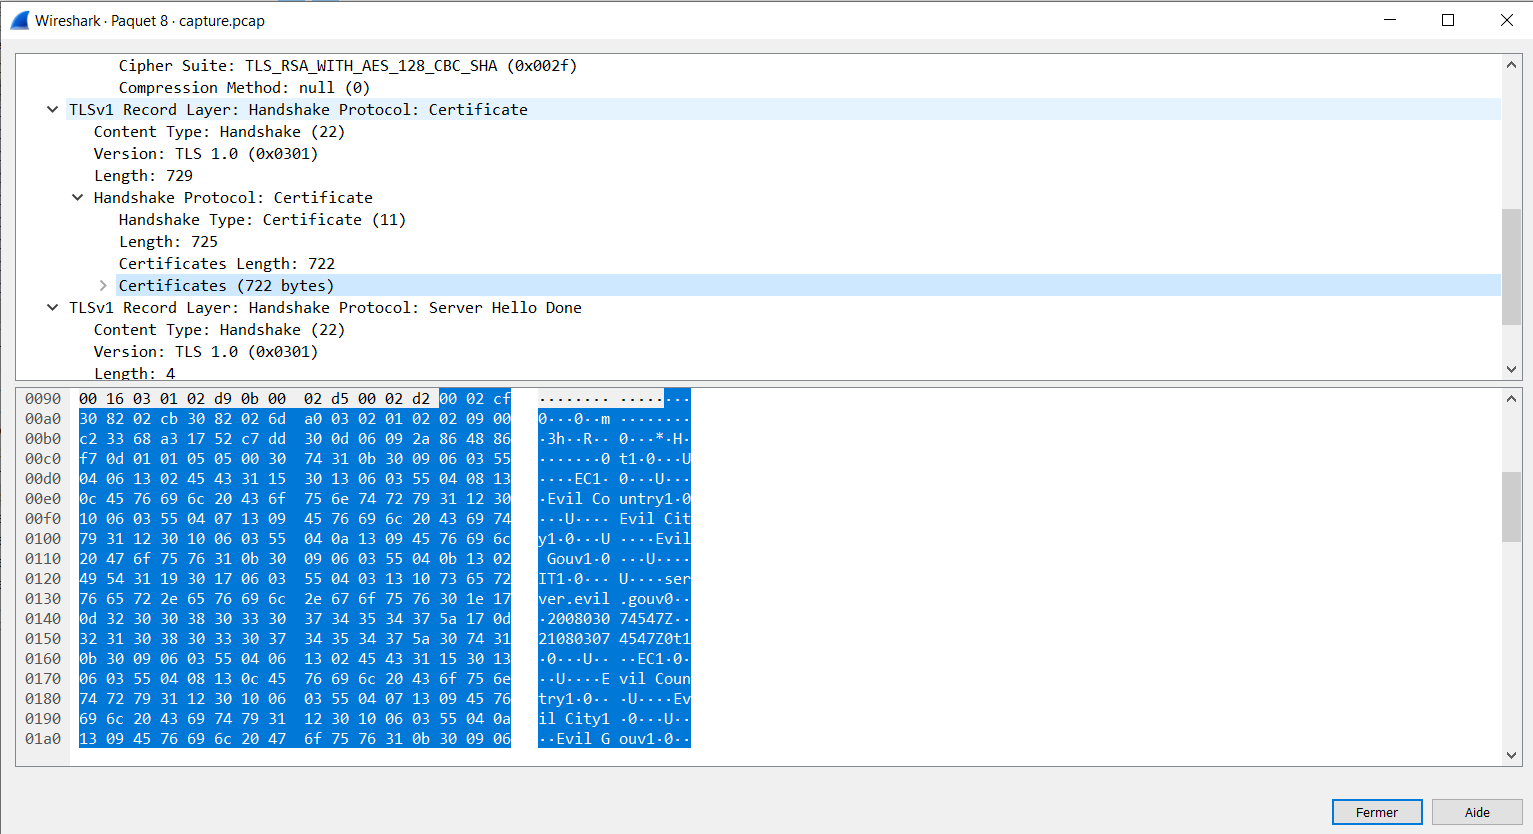 Wireshark · Paquet 8 · capture.pcap
Cipher Suite: TLS_RSA_WITH_AES_128_CBC_SHA (0x002f)
Compression Method: null (0)
TLSv1 Record Layer: Handshake Protocol: Certificate
Content Type: Handshake (22)
Version: TLS 1.0 (0x0301)
Length: 729
Handshake Protocol: Certificate
Handshake Type: Certificate (11)
Length: 725
Certificates Length: 722
Certificates (722 bytes)
TLSv1 Record Layer: Handshake Protocol: Server Hello Done
Content Type: Handshake (22)
Version: TLS 1.0 (0x0301)
Length: 4
0090 00 16 03 01 02 d9 0b 00 02 d5 00 02 d2 00 02 cf ········ ········
00a0 30 82 02 cb 30 82 02 6d a0 03 02 01 02 02 09 00 0···0··m ········
00b0 c2 33 68 a3 17 52 c7 dd 30 0d 06 09 2a 86 48 86 ·3h··R·· 0···*·H·
00c0 f7 0d 01 01 05 05 00 30 74 31 0b 30 09 06 03 55 ·······0 t1·0···U
00d0 04 06 13 02 45 43 31 15 30 13 06 03 55 04 08 13 ····EC1· 0···U···
00e0 0c 45 76 69 6c 20 43 6f 75 6e 74 72 79 31 12 30 ·Evil Co untry1·0
00f0 10 06 03 55 04 07 13 09 45 76 69 6c 20 43 69 74 ···U···· Evil Cit
0100 79 31 12 30 10 06 03 55 04 0a 13 09 45 76 69 6c y1·0···U ····Evil
0110 20 47 6f 75 76 31 0b 30 09 06 03 55 04 0b 13 02 Gouv1·0 ···U····
0120 49 54 31 19 30 17 06 03 55 04 03 13 10 73 65 72 IT1·0··· U····ser
0130 76 65 72 2e 65 76 69 6c 2e 67 6f 75 76 30 1e 17 ver.evil .gouv0··
0140 0d 32 30 30 38 30 33 30 37 34 35 34 37 5a 17 0d ·2008030 74547Z··
0150 32 31 30 38 30 33 30 37 34 35 34 37 5a 30 74 31 21080307 4547Z0t1
0160 0b 30 09 06 03 55 04 06 13 02 45 43 31 15 30 13 ·0···U·· ··EC1·0·
0170 06 03 55 04 08 13 0c 45 76 69 6c 20 43 6f 75 6e ··U····E vil Coun
0180 74 72 79 31 12 30 10 06 03 55 04 07 13 09 45 76 try1·0·· ·U····Ev
0190 69 6c 20 43 69 74 79 31 12 30 10 06 03 55 04 0a il City1 ·0···U··
01a0 13 09 45 76 69 6c 20 47 6f 75 76 31 0b 30 09 06 ··Evil G ouv1·0··
Fermer
Aide